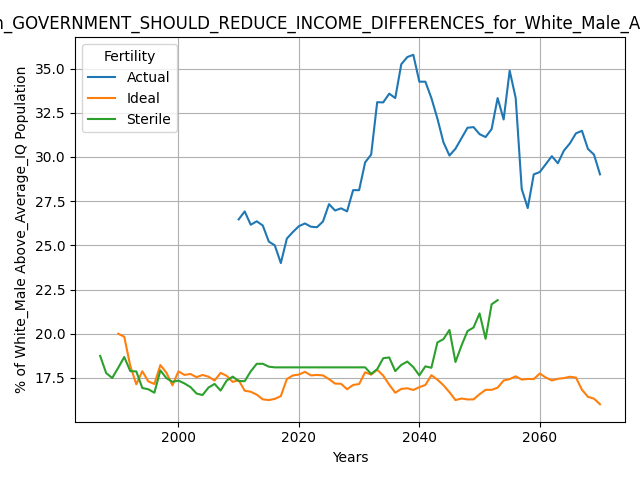 n_GOVERNMENT_SHOULD_REDUCE_INCOME_DIFFERENCES_for_White_Male_A
Fertility
Actual
Ideal
Sterile
% of White_Male Above_Average_IQ Population
35.0
32.5
30.0
27.5
25.0
22.5
20.0
17.5
2000
2020
2040
2060
Years